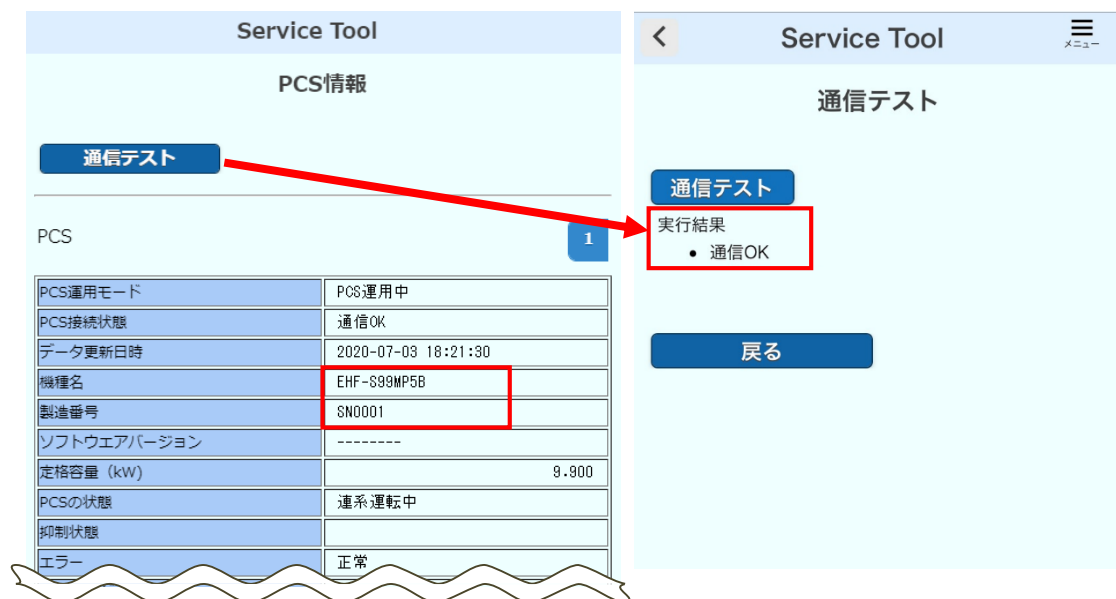 Service Tool
PCS情報
通信テスト
PCS
1
PCS運用モード PCS運用中
PCS接続状態 通信OK
データ更新日時 2020-07-03 18:21:30
機種名 EHF-S99MP5B
製造番号 SN0001
ソフトウェアバージョン --------
定格容量（kW) 9.900
PCSの状態 連系運転中
抑制状態
エラー 正常
Service Tool
メニュー
通信テスト
通信テスト
実行結果
• 通信OK
戻る